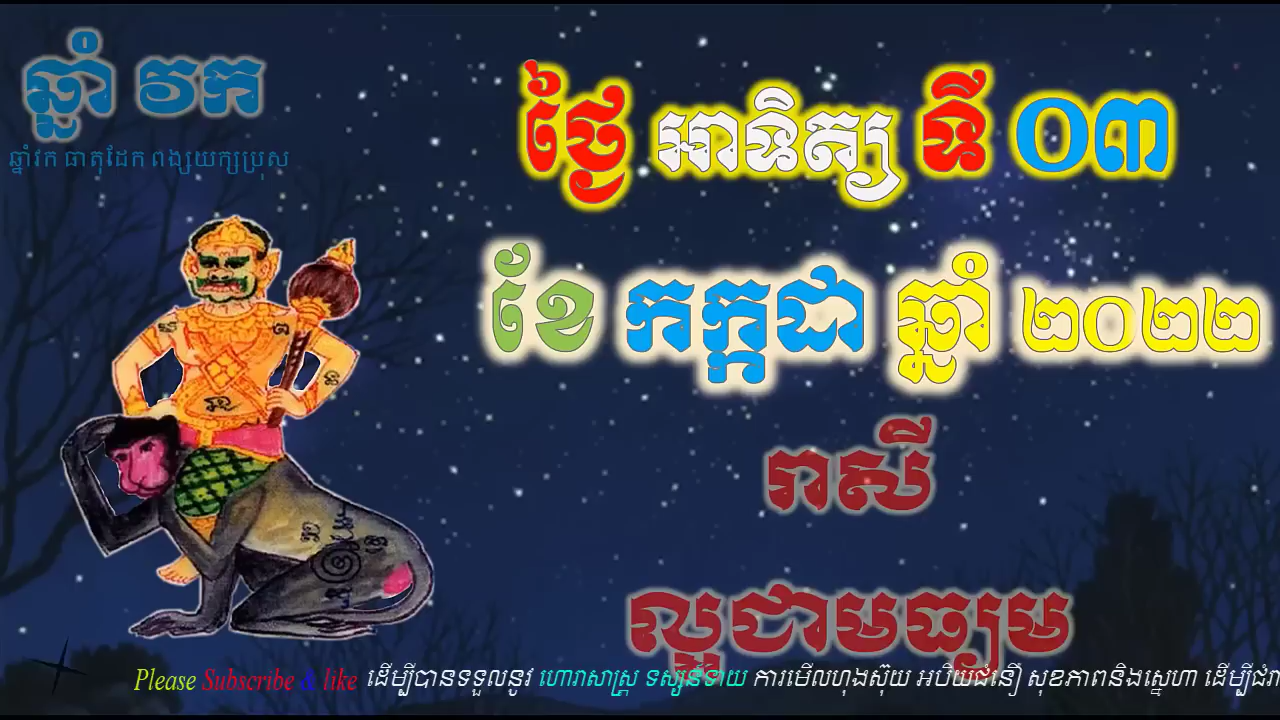 ឆ្នាំ វក
ឆ្នាំវក ធាតុដែក ពង្សយក្សប្រុស
ថ្ងៃ អាទិត្យ ទី ០៣
ខែ កក្កដា ឆ្នាំ ២០២២
រាសី
ល្អជាមធ្យម
Please Subscribe & like ដើម្បីបានទទួលនូវ ហោរាសាស្ត្រ ទស្សន៍ទាយ ការមើលហុងស៊ុយ អបិយជំនឿ សុខភាពនិងស្នេហា ដើម្បីជំរា